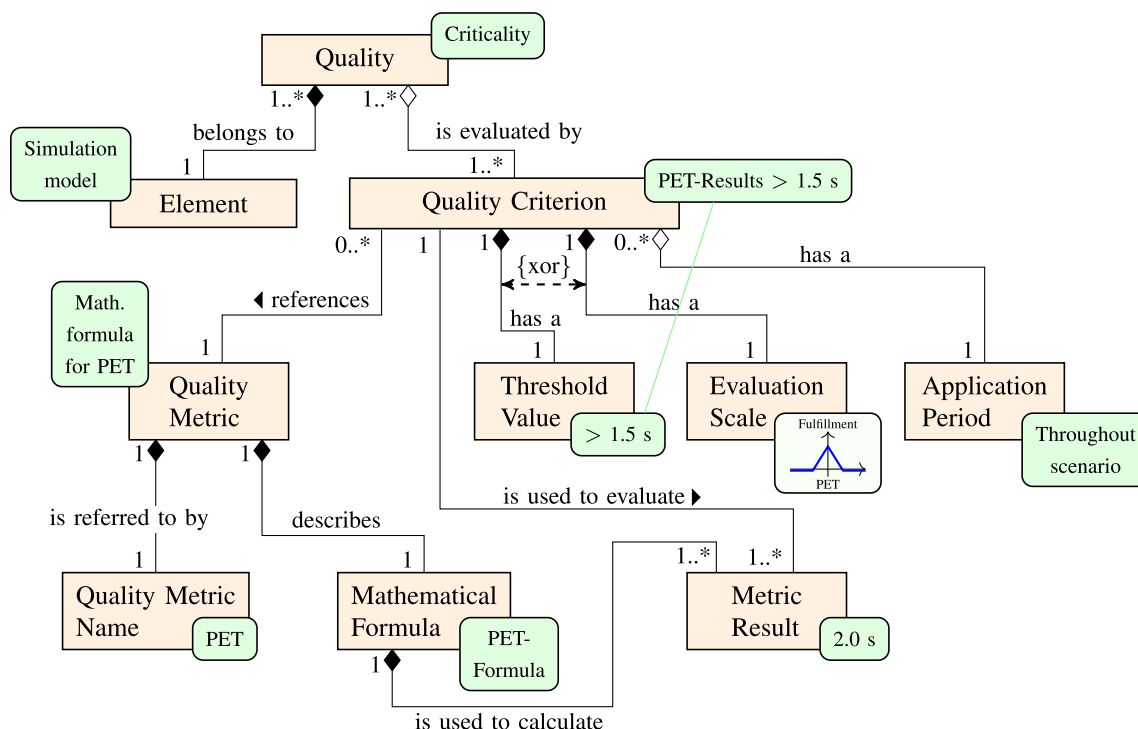 Criticality
Quality
1..*
1..*
belongs to
is evaluated by
Simulation
model
1
1..*
Element
Quality Criterion
PET-Results > 1.5 s
0..*
1
1
1
0..*
{xor}
has a
references
has a
has a
Math.
formula
for PET
1
1
1
1
Quality
Metric
Threshold
Value
> 1.5 s
Evaluation
Scale
Fulfillment
PET
Application
Period
Throughout
scenario
1
1
is used to evaluate
is referred to by
describes
1
1
1..*
1..*
Quality Metric
Name
PET
Mathematical
Formula
PET-
Formula
Metric
Result
2.0 s
1
is used to calculate